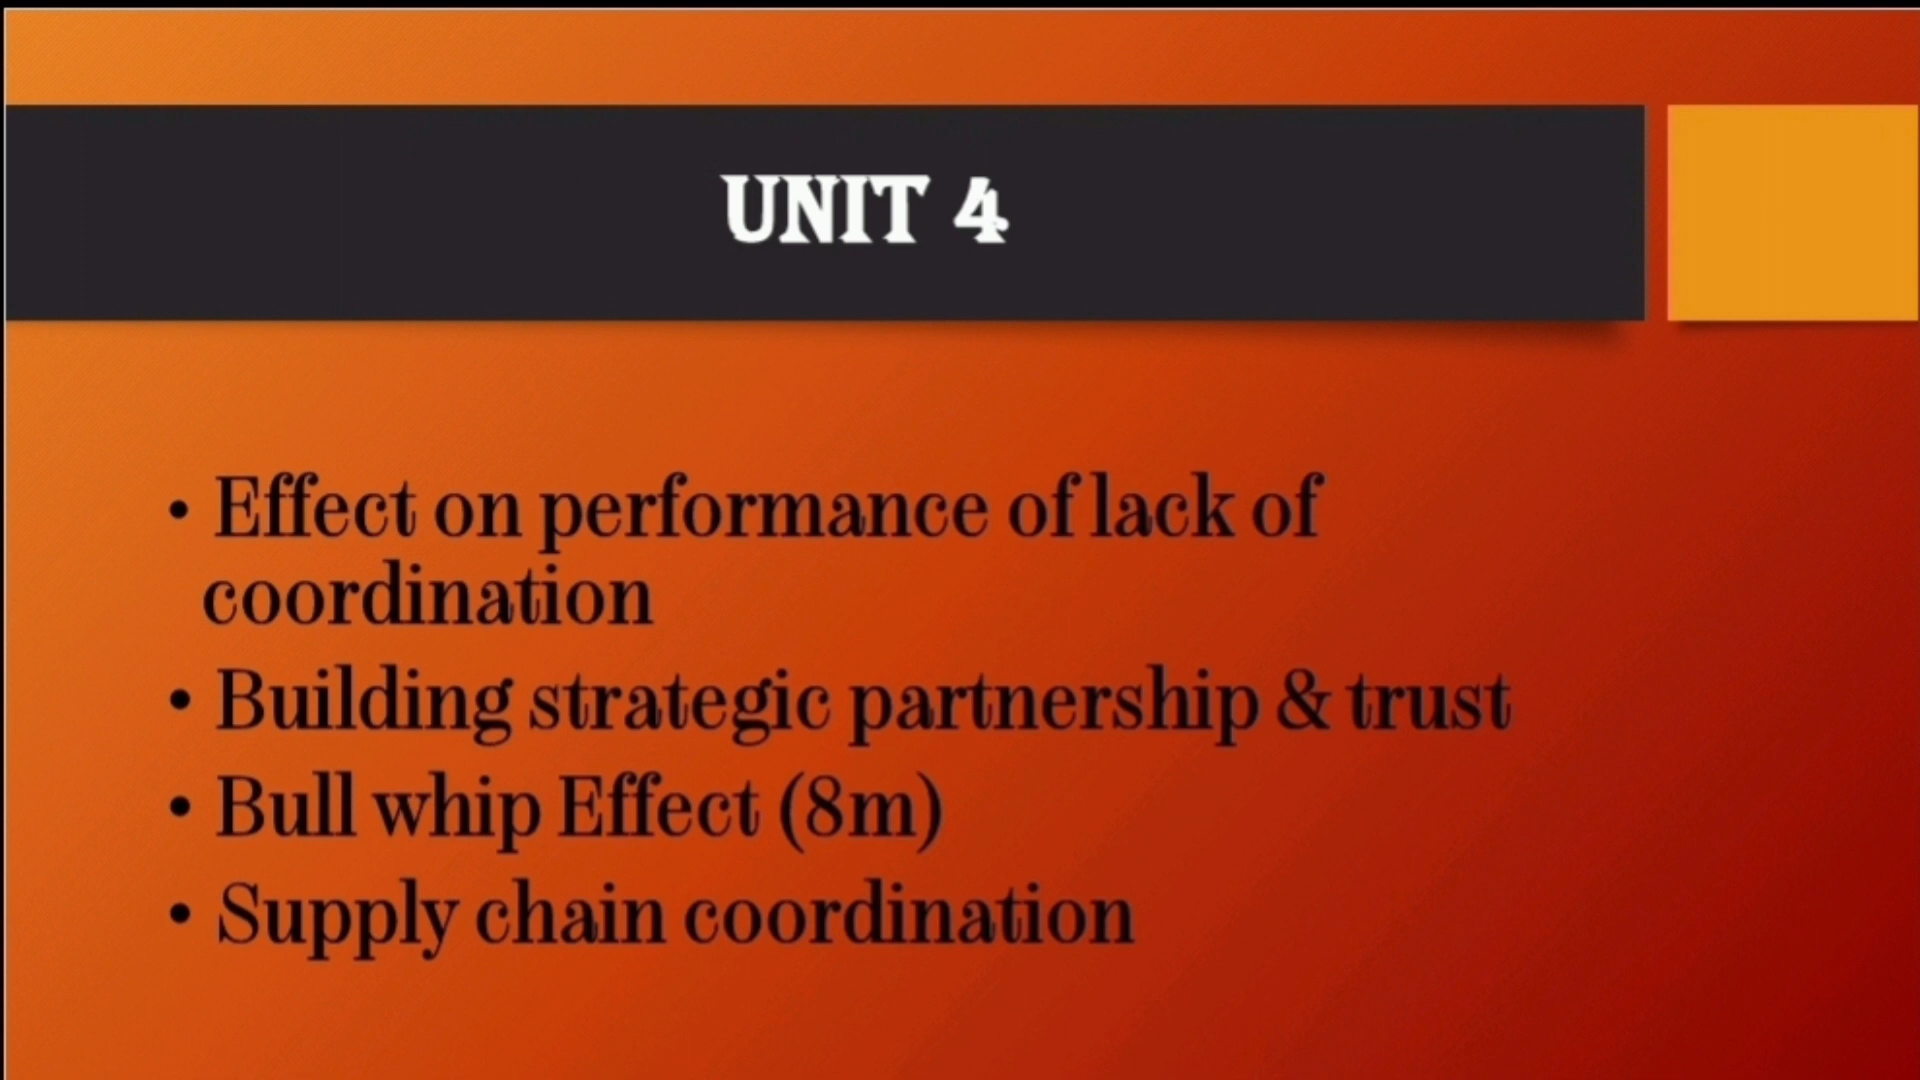 UNIT 4
• Effect on performance of lack of
coordination
• Building strategic partnership & trust
• Bull whip Effect (8m)
• Supply chain coordination